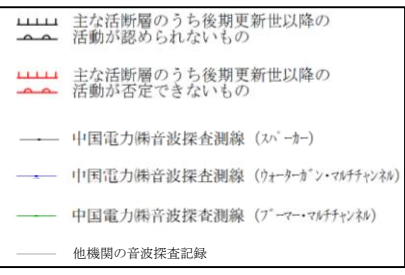 主な活断層のうち後期更新世以降の
活動が認められないもの
主な活断層のうち後期更新世以降の
活動が否定できないもの
中国電力㈱音波探査測線（ｽﾊﾟｰｶｰ）
中国電力㈱音波探査測線（ｳｫｰﾀｰｶﾞﾝ・ﾏﾙﾁﾁｬﾝﾈﾙ）
中国電力㈱音波探査測線（ﾌﾞｰﾏｰ・ﾏﾙﾁﾁｬﾝﾈﾙ）
他機関の音波探査記録